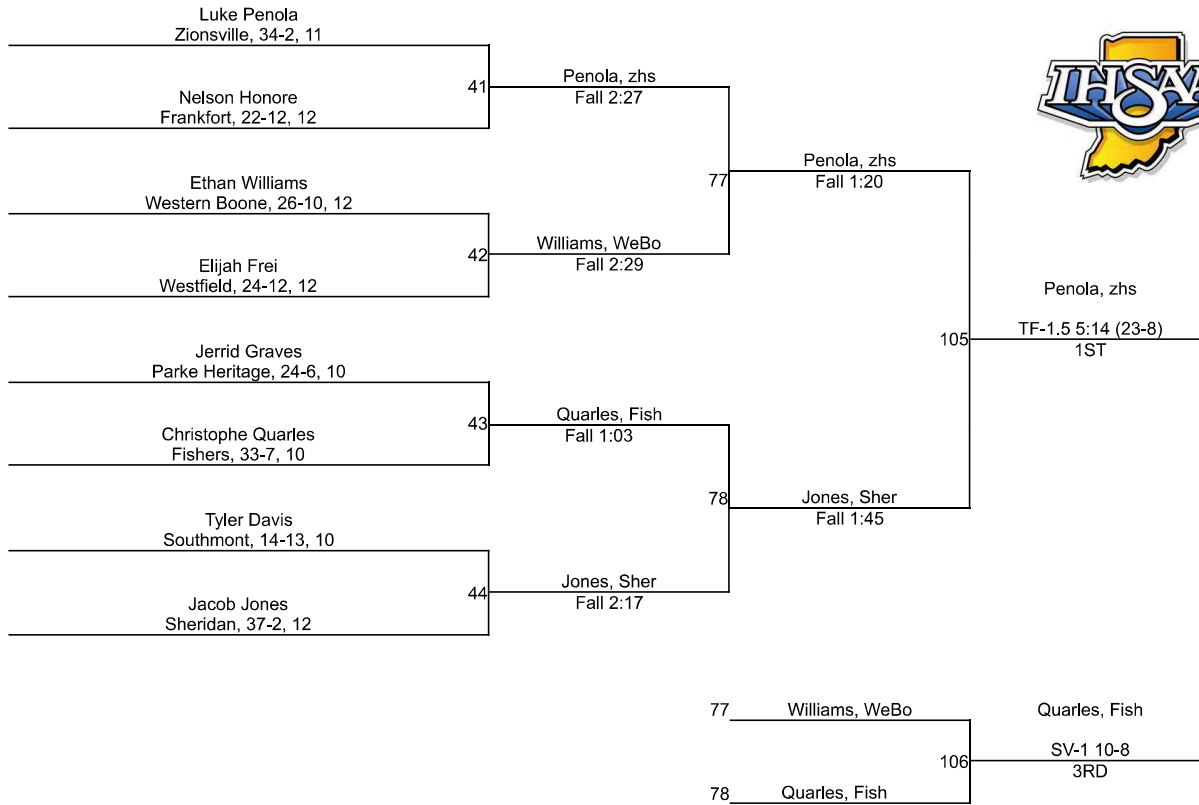 Luke Penola
Zionsville, 34-2, 11
Nelson Honore
Frankfort, 22-12, 12
Ethan Williams
Western Boone, 26-10, 12
Elijah Frei
Westfield, 24-12, 12
Jerrid Graves
Parke Heritage, 24-6, 10
Christophe Quarles
Fishers, 33-7, 10
Tyler Davis
Southmont, 14-13, 10
Jacob Jones
Sheridan, 37-2, 12
41
Penola, zhs
Fall 2:27
42
Williams, WeBo
Fall 2:29
43
Quarles, Fish
Fall 1:03
44
Jones, Sher
Fall 2:17
77
Penola, zhs
Fall 1:20
78
Jones, Sher
Fall 1:45
105
Penola, zhs
TF-1.5 5:14 (23-8)
1ST
77
Williams, WeBo
78
Quarles, Fish
106
Quarles, Fish
SV-1 10-8
3RD
IHSAA